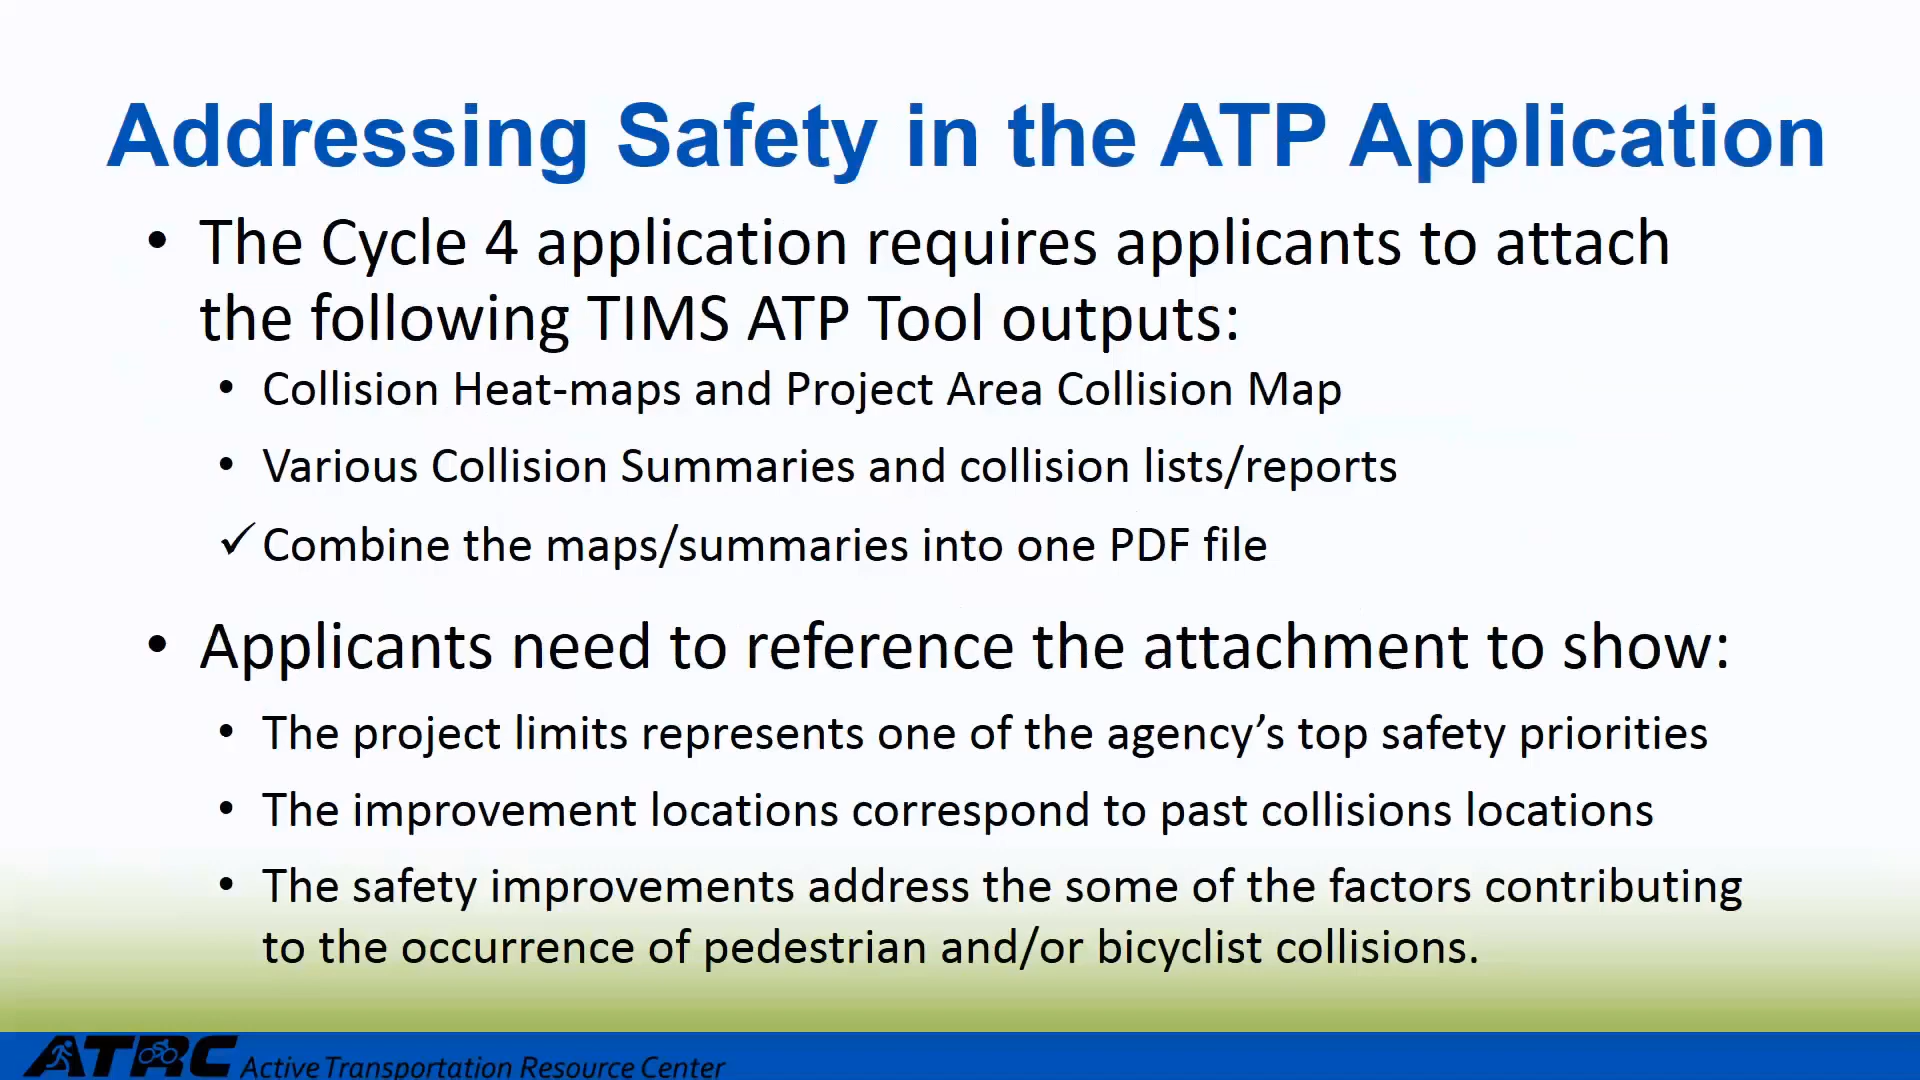 Addressing Safety in the ATP Application
• The Cycle 4 application requires applicants to attach
the following TIMS ATP Tool outputs:
• Collision Heat-maps and Project Area Collision Map
• Various Collision Summaries and collision lists/reports
✓ Combine the maps/summaries into one PDF file
• Applicants need to reference the attachment to show:
• The project limits represents one of the agency’s top safety priorities
• The improvement locations correspond to past collisions locations
• The safety improvements address the some of the factors contributing
to the occurrence of pedestrian and/or bicyclist collisions.
ATRC Active Transportation Resource Center